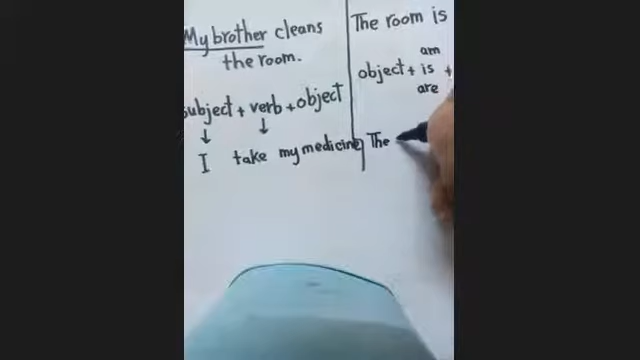 My brother cleans
the room.
subject + verb + object
I take my medicine
The room is
am
object + is +
are
The